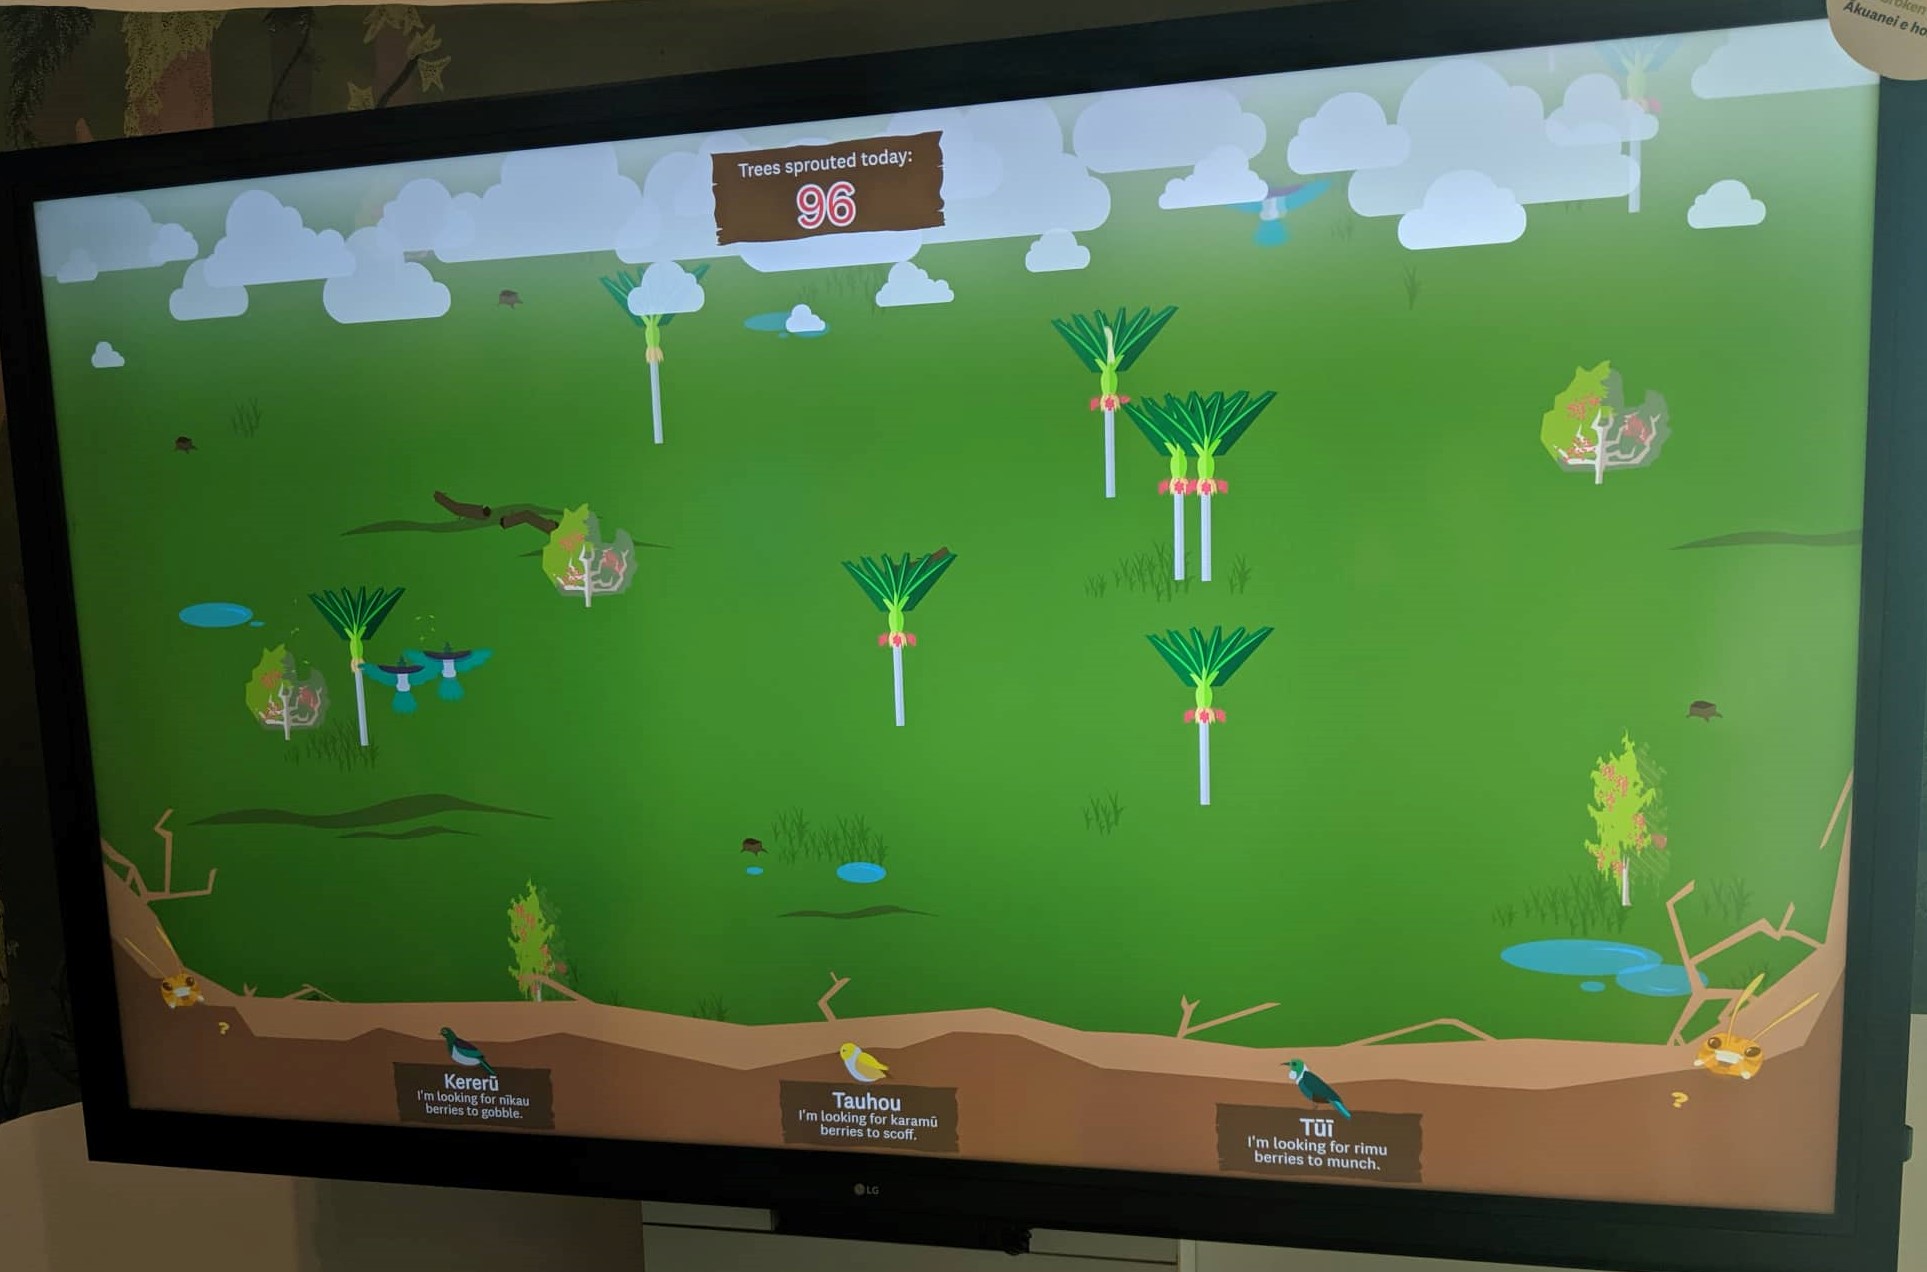 Ākuanei e ho
Trees sprouted today:
96
?
Kererū
I'm looking for nīkau
berries to gobble.
Tauhou
I'm looking for karamū
berries to scoff.
Tūī
I'm looking for rimu
berries to munch.
?
LG